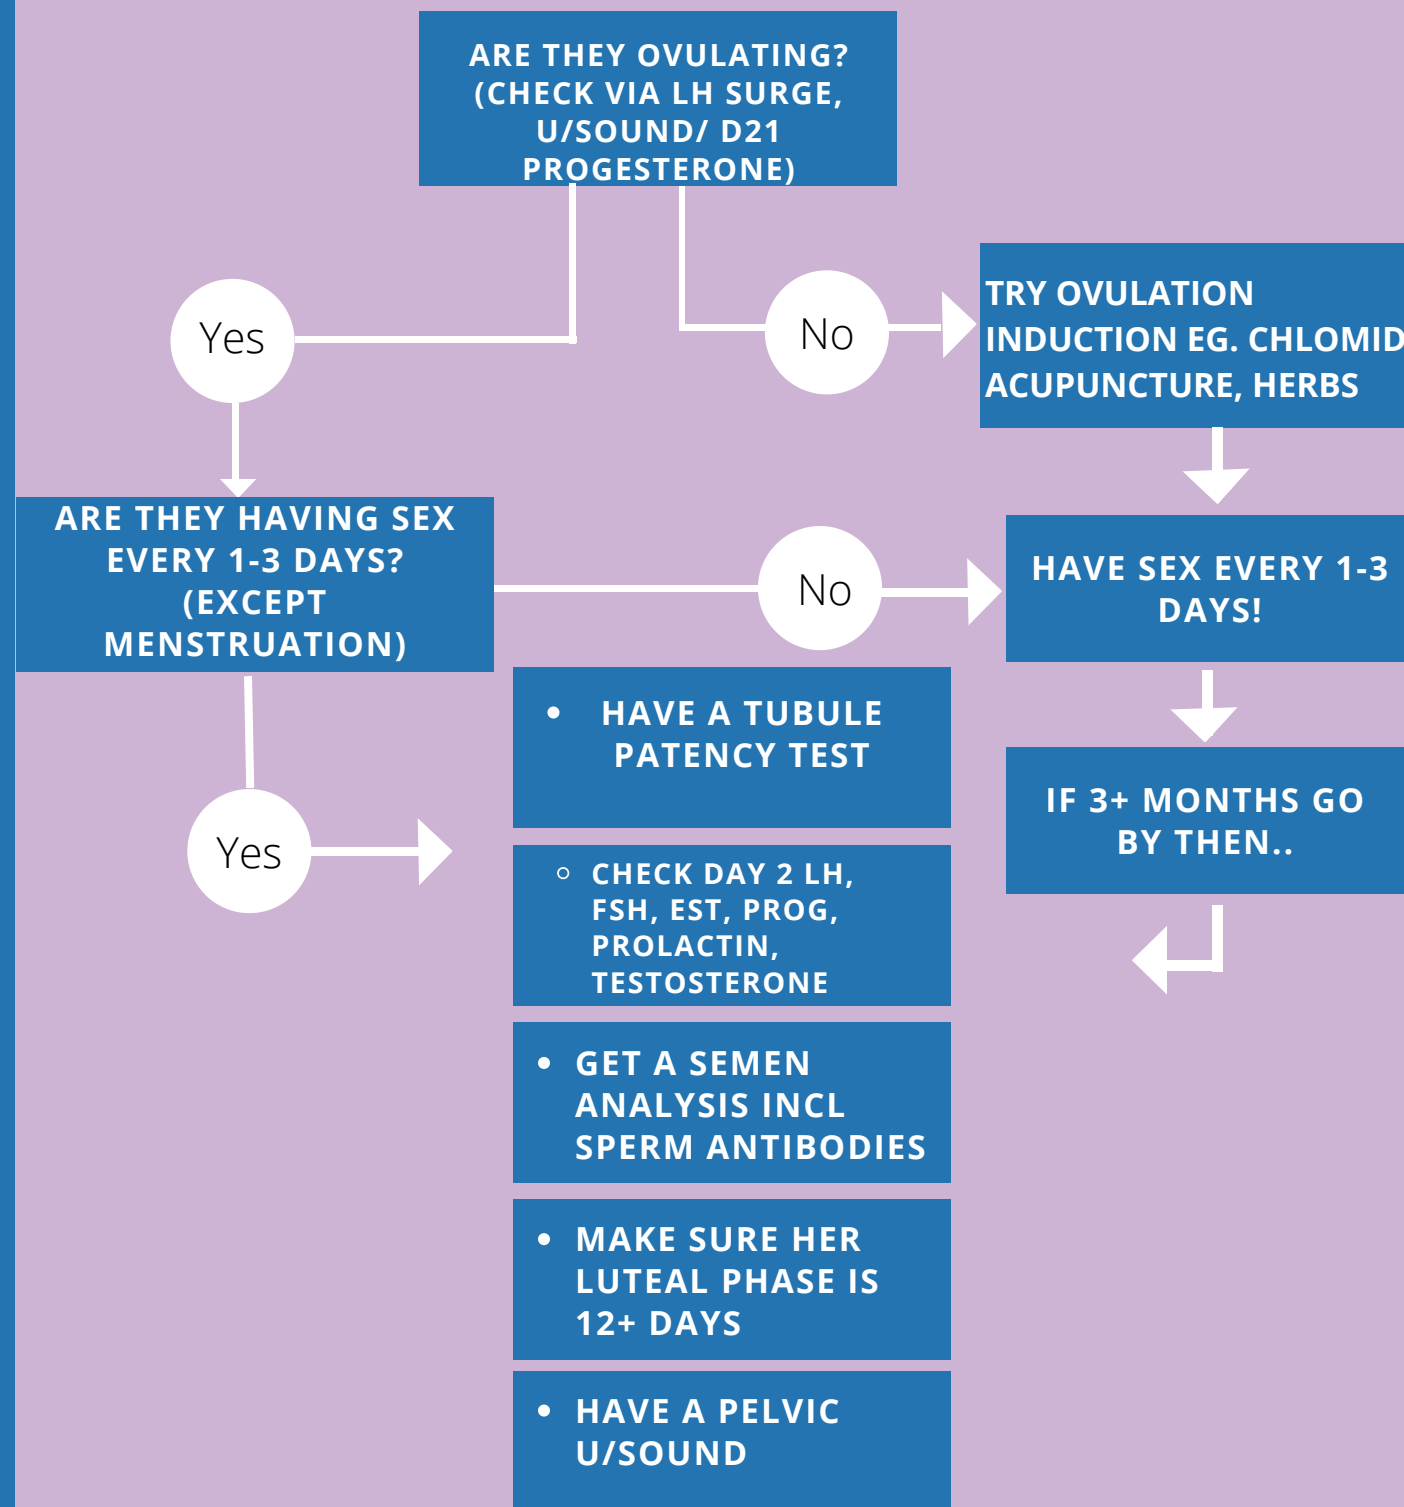 ARE THEY OVULATING?
(CHECK VIA LH SURGE,
U/SOUND/ D21
PROGESTERONE)
Yes
No
TRY OVULATION
INDUCTION EG. CHLOMID
ACUPUNCTURE, HERBS
ARE THEY HAVING SEX
EVERY 1-3 DAYS?
(EXCEPT
MENSTRUATION)
No
HAVE SEX EVERY 1-3
DAYS!
• HAVE A TUBULE
PATENCY TEST
IF 3+ MONTHS GO
BY THEN..
Yes
◦ CHECK DAY 2 LH,
FSH, EST, PROG,
PROLACTIN,
TESTOSTERONE
• GET A SEMEN
ANALYSIS INCL
SPERM ANTIBODIES
• MAKE SURE HER
LUTEAL PHASE IS
12+ DAYS
• HAVE A PELVIC
U/SOUND